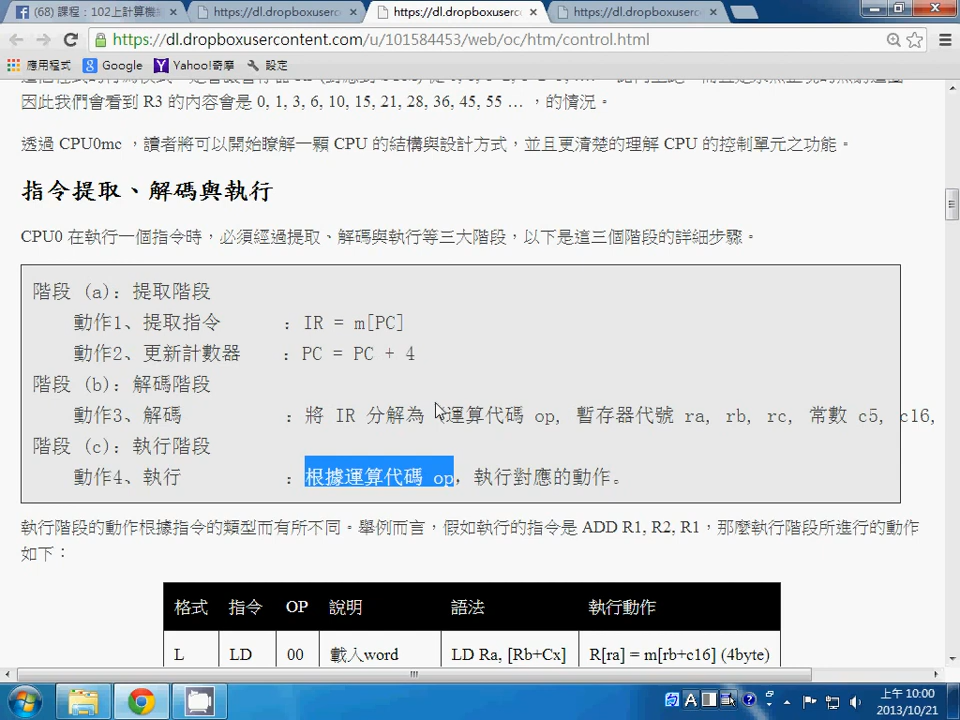 (68) 課程：102上計算機
https://dl.dropboxuserc
https://dl.dropboxuserc
https://dl.dropboxuserc
https://dl.dropboxusercontent.com/u/101584453/web/oc/htm/control.html
應用程式 Google Yahoo!奇摩 設定
因此我們會看到 R3 的內容會是 0, 1, 3, 6, 10, 15, 21, 28, 36, 45, 55 … ，的情況。
透過 CPU0mc ，讀者將可以開始瞭解一顆 CPU 的結構與設計方式，並且更清楚的理解 CPU 的控制單元之功能。
指令提取、解碼與執行
CPU0 在執行一個指令時，必須經過提取、解碼與執行等三大階段，以下是這三個階段的詳細步驟。
階段 (a)： 提取階段
動作1、提取指令 ：IR = m[PC]
動作2、更新計數器 ：PC = PC + 4
階段 (b)： 解碼階段
動作3、解碼 ：將 IR 分解為 (運算代碼 op, 暫存器代號 ra, rb, rc, 常數 c5, c16,
階段 (c)： 執行階段
動作4、執行 ：根據運算代碼 op，執行對應的動作。
執行階段的動作根據指令的類型而有所不同。舉例而言，假如執行的指令是 ADD R1, R2, R1，那麼執行階段所進行的動作
如下：
格式 指令 OP 說明 語法 執行動作
L LD 00 載入word LD Ra, [Rb+Cx] R[ra] = m[rb+c16] (4byte)
上午 10:00
2013/10/21